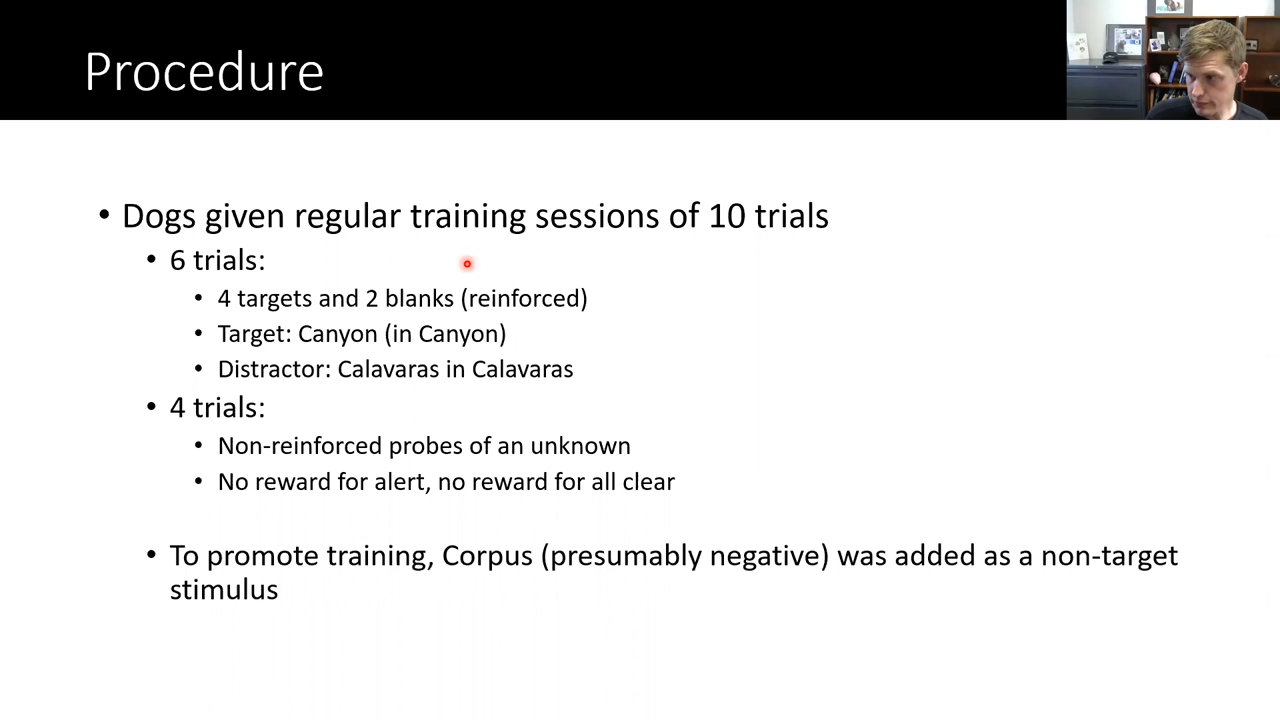 Procedure
• Dogs given regular training sessions of 10 trials
• 6 trials:
• 4 targets and 2 blanks (reinforced)
• Target: Canyon (in Canyon)
• Distractor: Calavaras in Calavaras
• 4 trials:
• Non-reinforced probes of an unknown
• No reward for alert, no reward for all clear
• To promote training, Corpus (presumably negative) was added as a non-target
stimulus